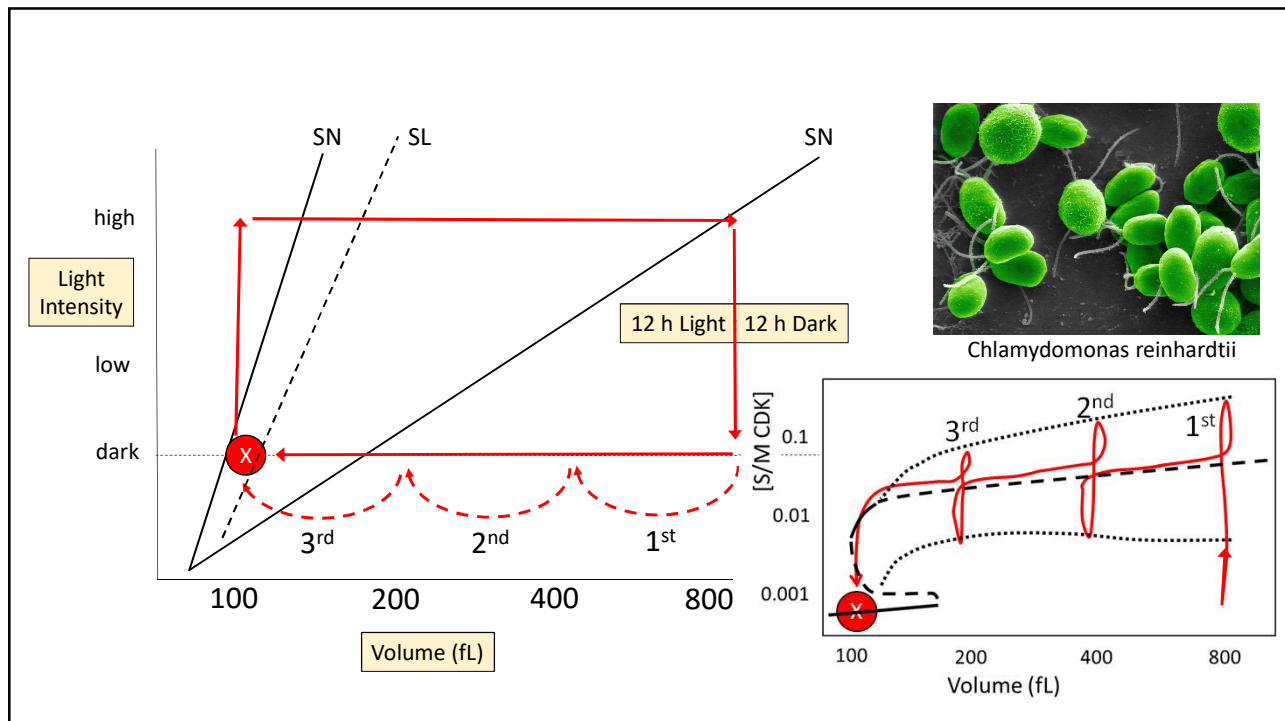 SN
SL
SN
high
Light
Intensity
low
dark
X
12 h Light : 12 h Dark
3rd
2nd
1st
100
200
400
800
Volume (fL)
Chlamydomonas reinhardtii
[S/M CDK]
0.1
0.01
0.001
3rd
2nd
1st
X
100
200
400
800
Volume (fL)